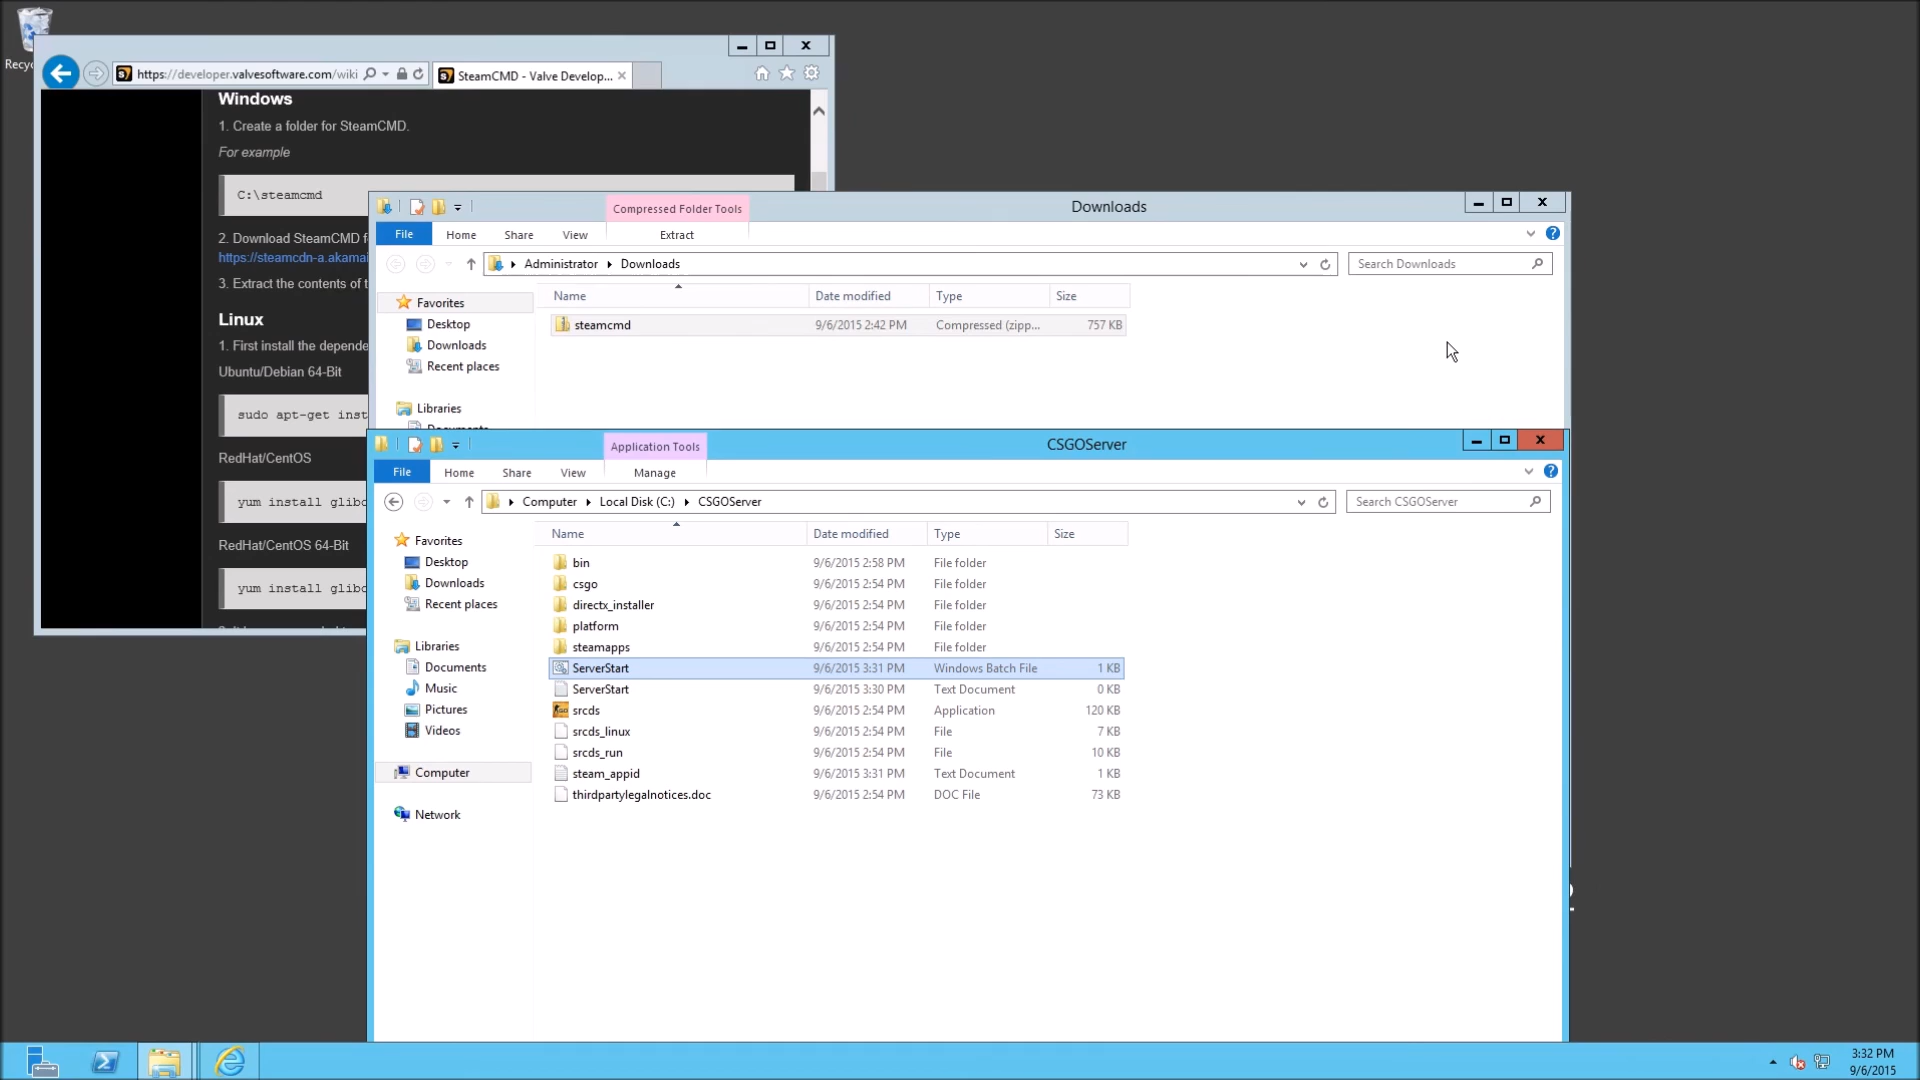 Recyc
https://developer.valvesoftware.com/wiki
SteamCMD - Valve Develop...
Windows
1. Create a folder for SteamCMD.
For example
C:\steamcmd
2. Download SteamCMD f
https://steamcdn-a.akamai
3. Extract the contents of t
Linux
1. First install the depende
Ubuntu/Debian 64-Bit
sudo apt-get inst
RedHat/CentOS
yum install glibc
RedHat/CentOS 64-Bit
yum install glibc
Compressed Folder Tools
Downloads
File
Home
Share
View
Extract
Administrator
Downloads
Search Downloads
Name
Date modified
Type
Size
Favorites
steamcmd
9/6/2015 2:42 PM
Compressed (zipp...
757 KB
Desktop
Downloads
Recent places
Libraries
Documents
Application Tools
CSGOServer
File
Home
Share
View
Manage
Computer
Local Disk (C:)
CSGOServer
Search CSGOServer
Name
Date modified
Type
Size
Favorites
Desktop
Downloads
Recent places
Libraries
Documents
Music
Pictures
Videos
Computer
Network
bin 9/6/2015 2:58 PM File folder
csgo 9/6/2015 2:54 PM File folder
directx_installer 9/6/2015 2:54 PM File folder
platform 9/6/2015 2:54 PM File folder
steamapps 9/6/2015 2:54 PM File folder
ServerStart 9/6/2015 3:31 PM Windows Batch File 1 KB
ServerStart 9/6/2015 3:30 PM Text Document 0 KB
srcds 9/6/2015 2:54 PM Application 120 KB
srcds_linux 9/6/2015 2:54 PM File 7 KB
srcds_run 9/6/2015 2:54 PM File 10 KB
steam_appid 9/6/2015 3:31 PM Text Document 1 KB
thirdpartylegalnotices.doc 9/6/2015 2:54 PM DOC File 73 KB
3:32 PM
9/6/2015